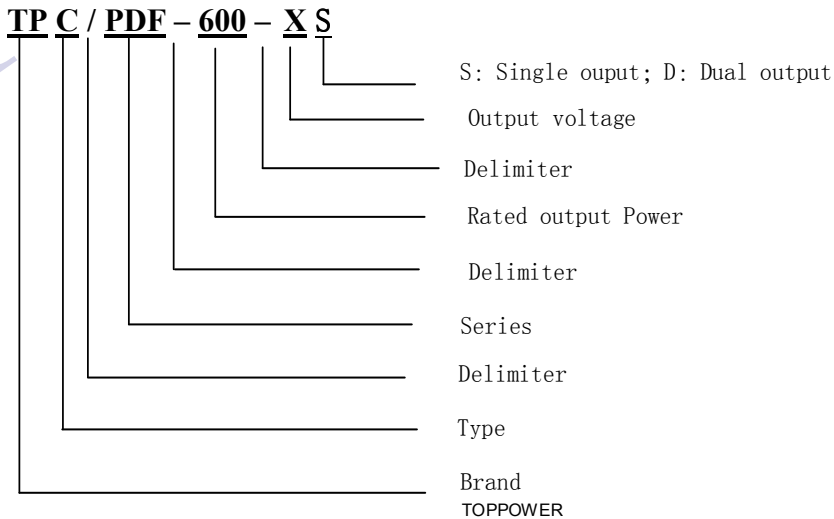 TP C / PDF – 600 – X S
S: Single ouput; D: Dual output
Output voltage
Delimiter
Rated output Power
Delimiter
Series
Delimiter
Type
Brand
TOPPOWER